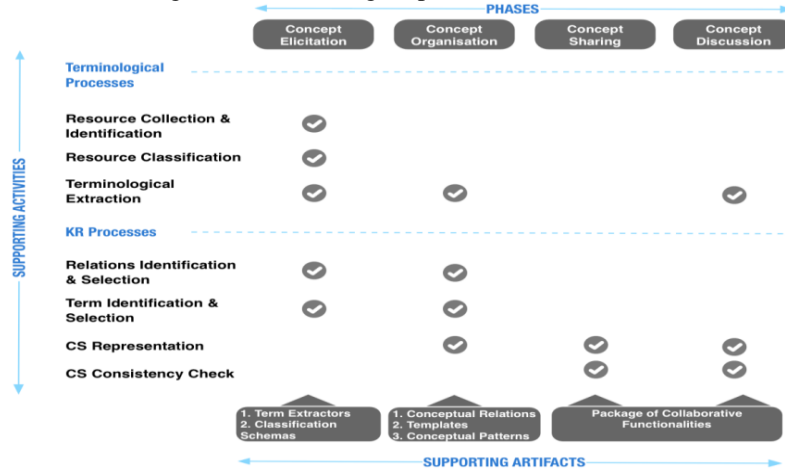 PHASES
Concept
Elicitation
Concept
Organisation
Concept
Sharing
Concept
Discussion
SUPPORTING ACTIVITIES
Terminological
Processes
Resource Collection &
Identification
Resource Classification
Terminological
Extraction
KR Processes
Relations Identification
& Selection
Term Identification &
Selection
CS Representation
CS Consistency Check
1. Term Extractors
2. Classification
Schemas
1. Conceptual Relations
2. Templates
3. Conceptual Patterns
Package of Collaborative
Functionalities
SUPPORTING ARTIFACTS